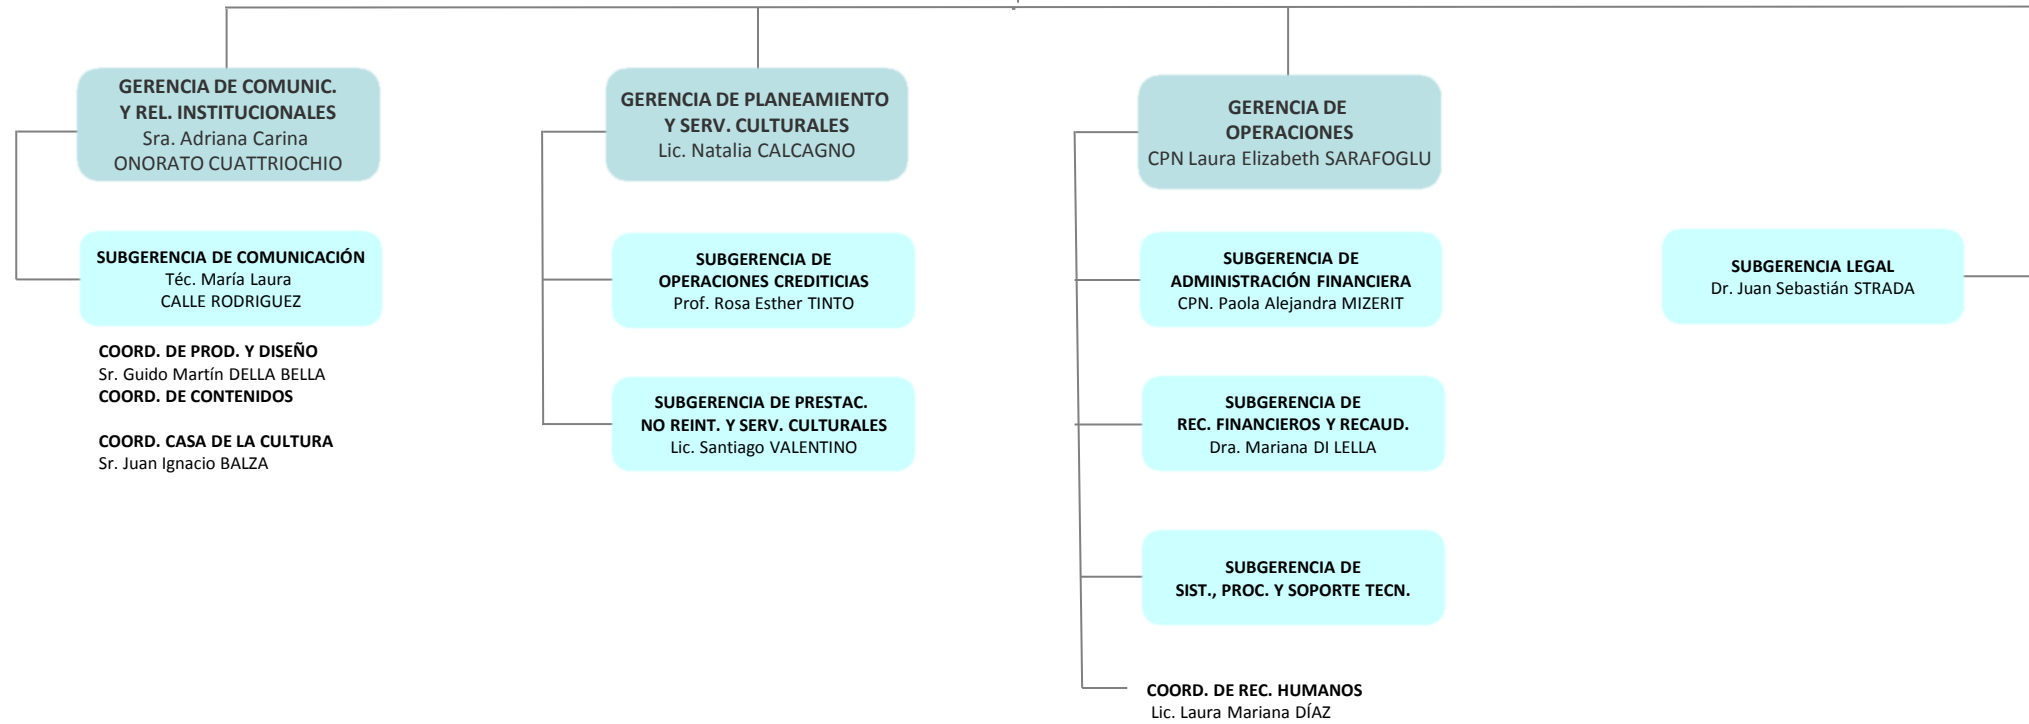 GERENCIA DE COMUNIC.
Y REL. INSTITUCIONALES
Sra. Adriana Carina
ONORATO CUATTRIOCHIO
GERENCIA DE PLANEAMIENTO
Y SERV. CULTURALES
Lic. Natalia CALCAGNO
GERENCIA DE
OPERACIONES
CPN Laura Elizabeth SARAFOGLU
SUBGERENCIA DE COMUNICACIÓN
Téc. María Laura
CALLE RODRIGUEZ
SUBGERENCIA DE
OPERACIONES CREDITICIAS
Prof. Rosa Esther TINTO
SUBGERENCIA DE
ADMINISTRACIÓN FINANCIERA
CPN. Paola Alejandra MIZERIT
SUBGERENCIA LEGAL
Dr. Juan Sebastián STRADA
COORD. DE PROD. Y DISEÑO
Sr. Guido Martín DELLA BELLA
COORD. DE CONTENIDOS
COORD. CASA DE LA CULTURA
Sr. Juan Ignacio BALZA
SUBGERENCIA DE PRESTAC.
NO REINT. Y SERV. CULTURALES
Lic. Santiago VALENTINO
SUBGERENCIA DE
REC. FINANCIEROS Y RECAUD.
Dra. Mariana DI LELLA
SUBGERENCIA DE
SIST., PROC. Y SOPORTE TECN.
COORD. DE REC. HUMANOS
Lic. Laura Mariana DÍAZ